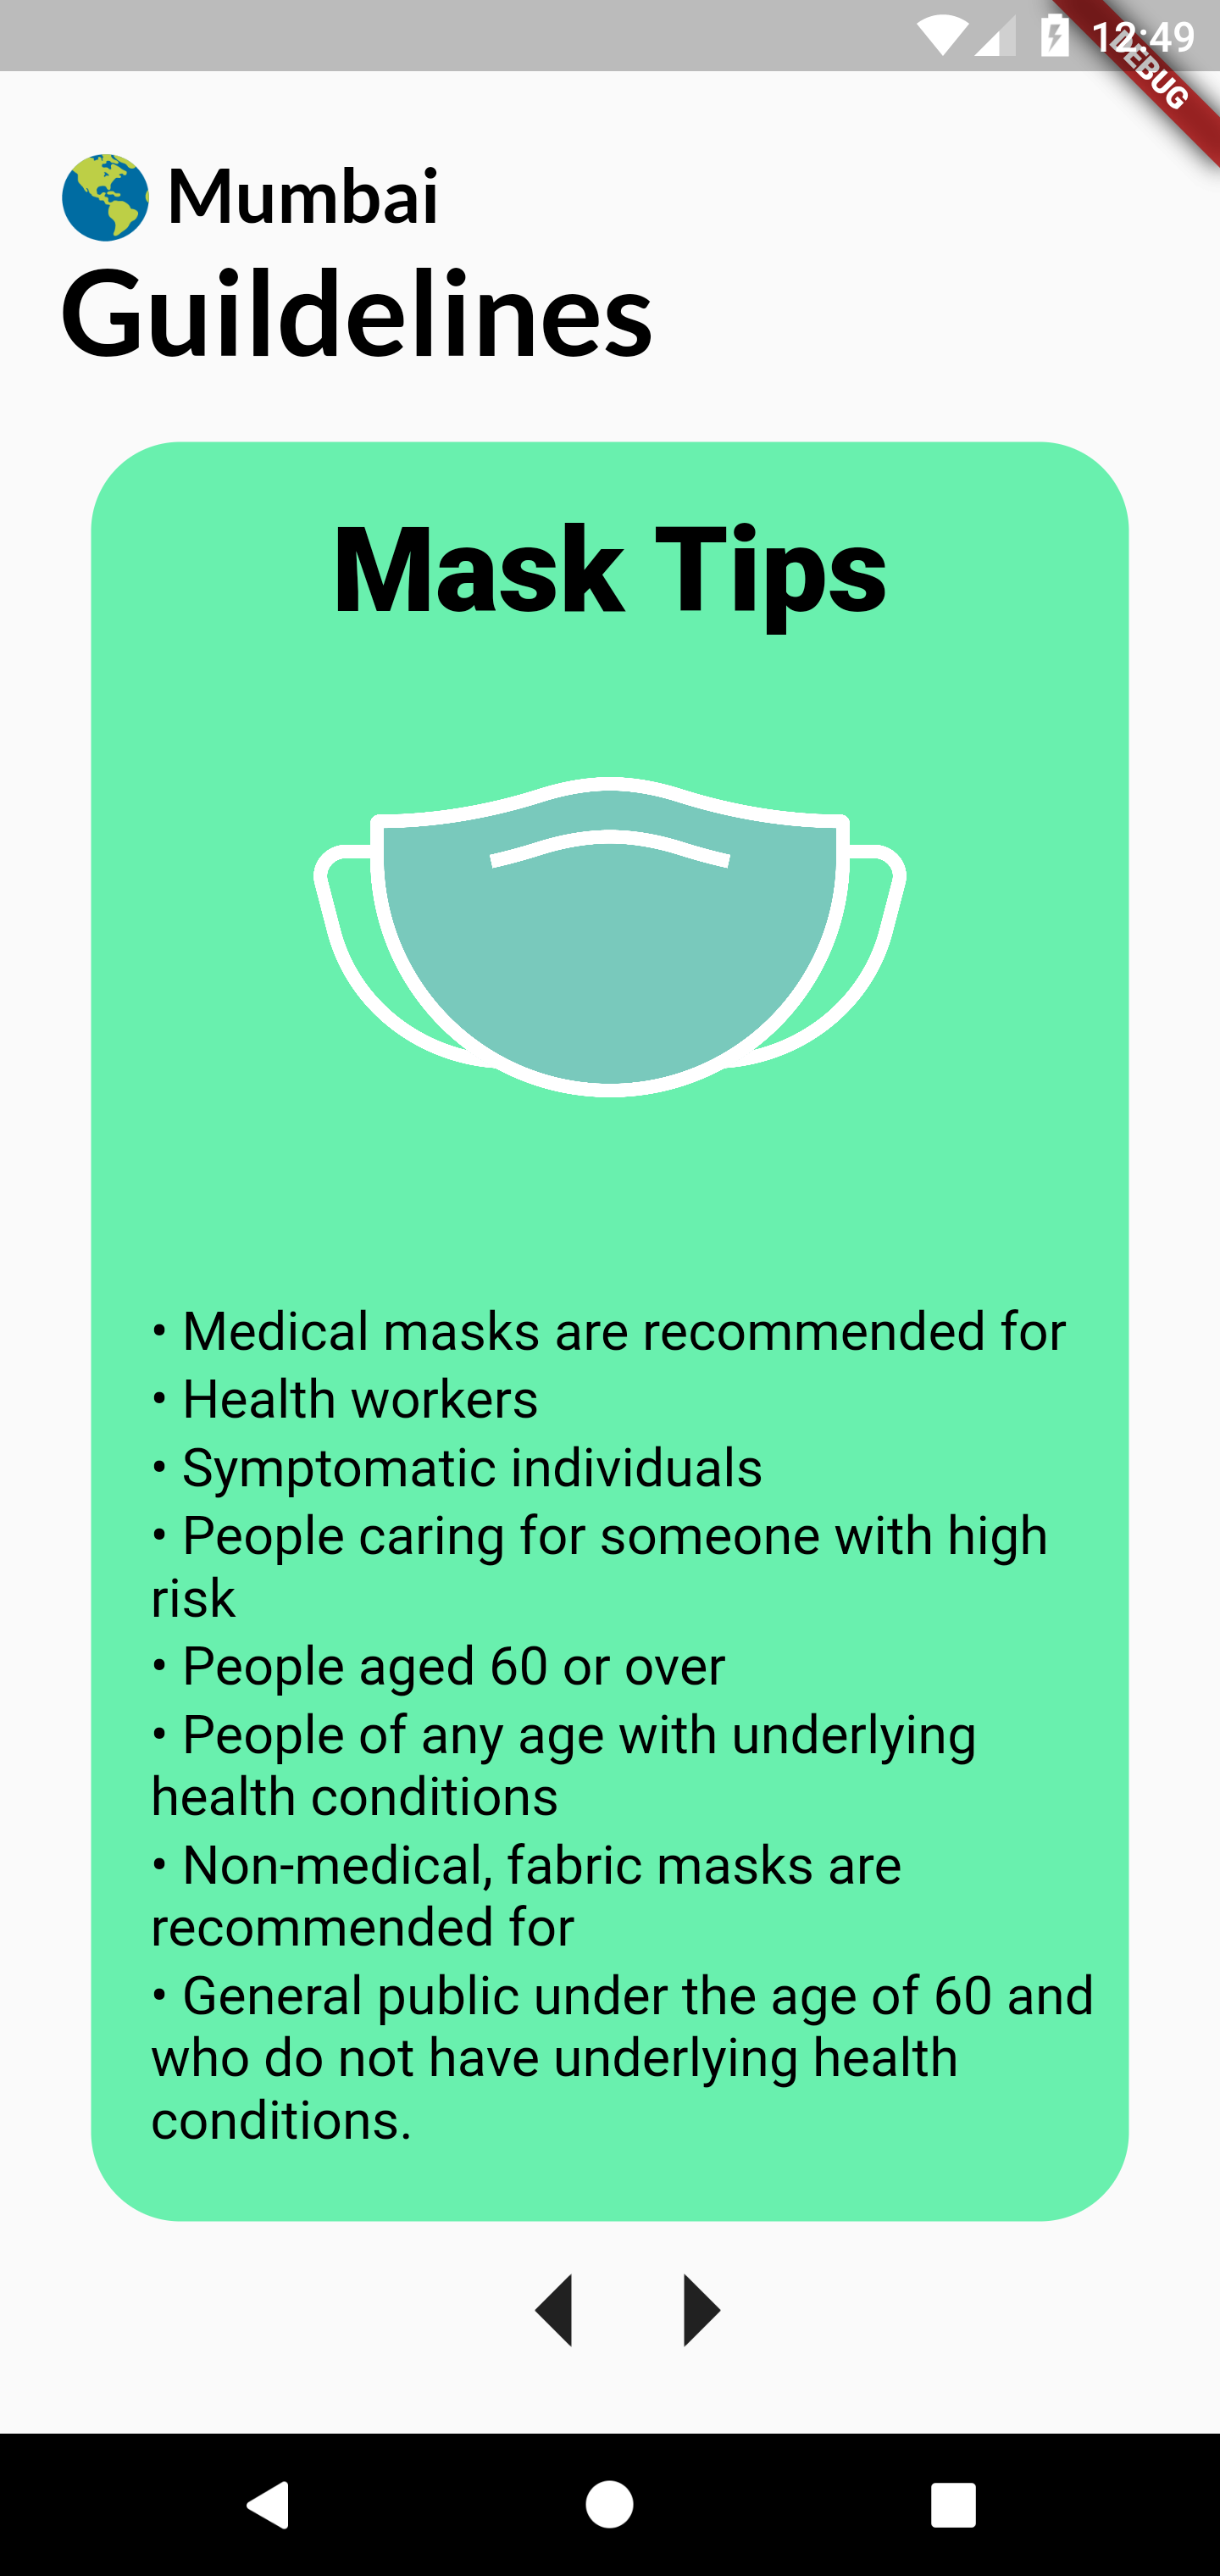 12:49
DEBUG
Mumbai
Guildelines
Mask Tips
• Medical masks are recommended for
• Health workers
• Symptomatic individuals
• People caring for someone with high
risk
• People aged 60 or over
• People of any age with underlying
health conditions
• Non-medical, fabric masks are
recommended for
• General public under the age of 60 and
who do not have underlying health
conditions.